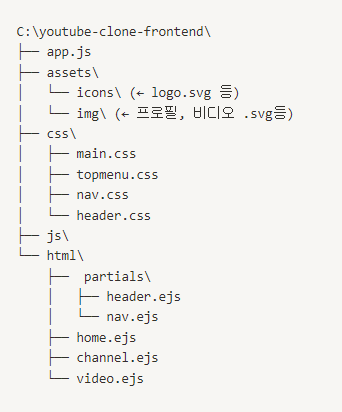 C:\youtube-clone-frontend\
├── app.js
├── assets\
│   └── icons\ (← logo.svg 등)
│   └── img\ (← 프로필, 비디오 .svg등)
├── css\
│   ├── main.css
│   ├── topmenu.css
│   ├── nav.css
│   └── header.css
├── js\
└── html\
    ├──  partials\
    │   ├── header.ejs
    │   └── nav.ejs
    ├── home.ejs
    ├── channel.ejs
    └── video.ejs